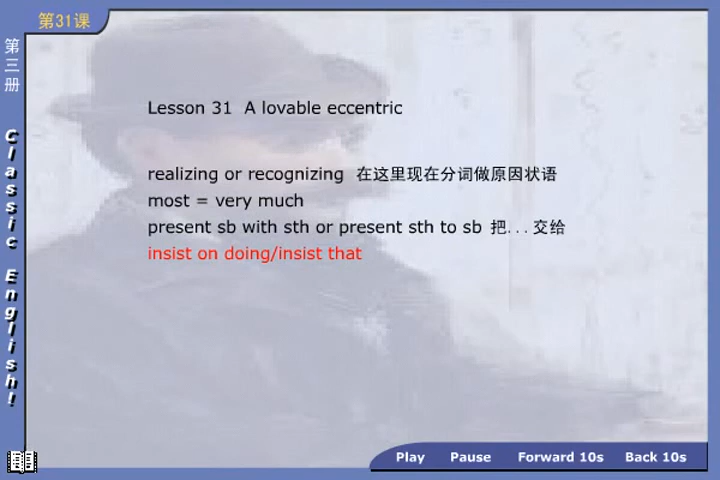 第31课
第三册
Classic English!
Lesson 31 A lovable eccentric
realizing or recognizing 在这里现在分词做原因状语
most = very much
present sb with sth or present sth to sb 把...交给
insist on doing/insist that
Play Pause Forward 10s Back 10s